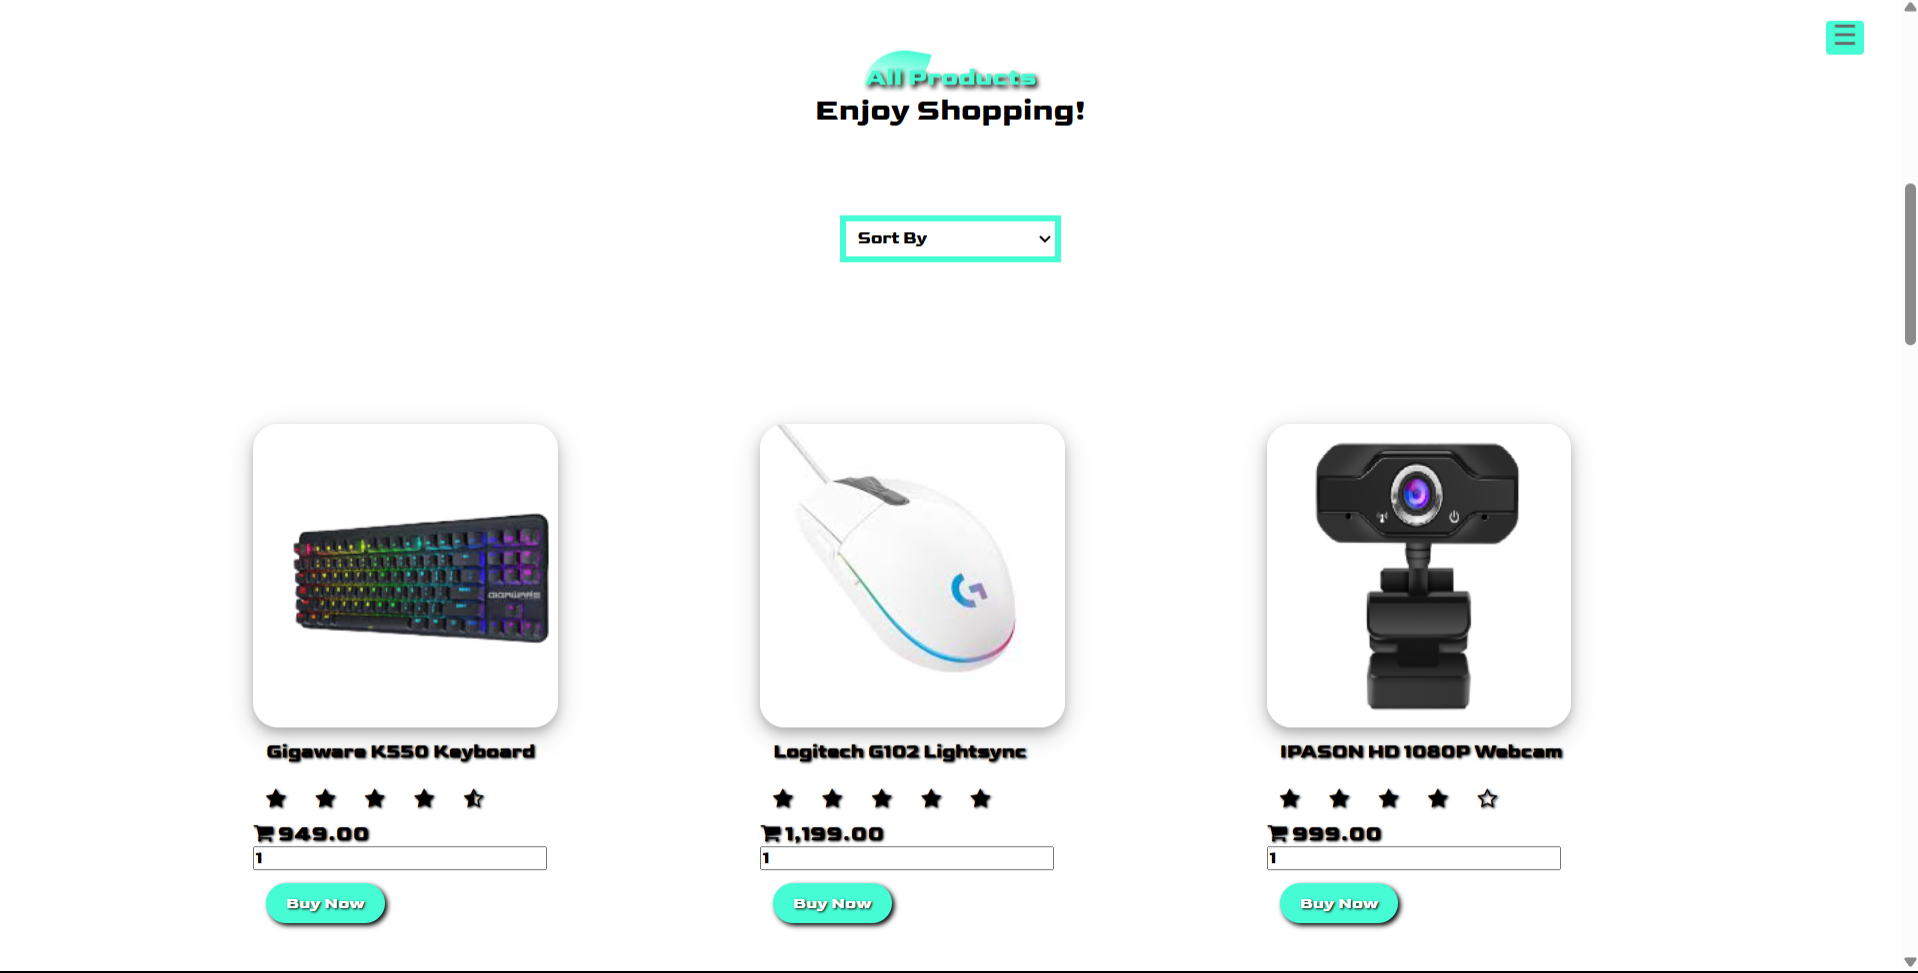 All Products
Enjoy Shopping!
Sort By
GIGAWARE
Gigaware K550 Keyboard
Logitech G102 Lightsync
IPASON HD 1080P Webcam
949.00
1,199.00
999.00
1
1
1
Buy Now
Buy Now
Buy Now